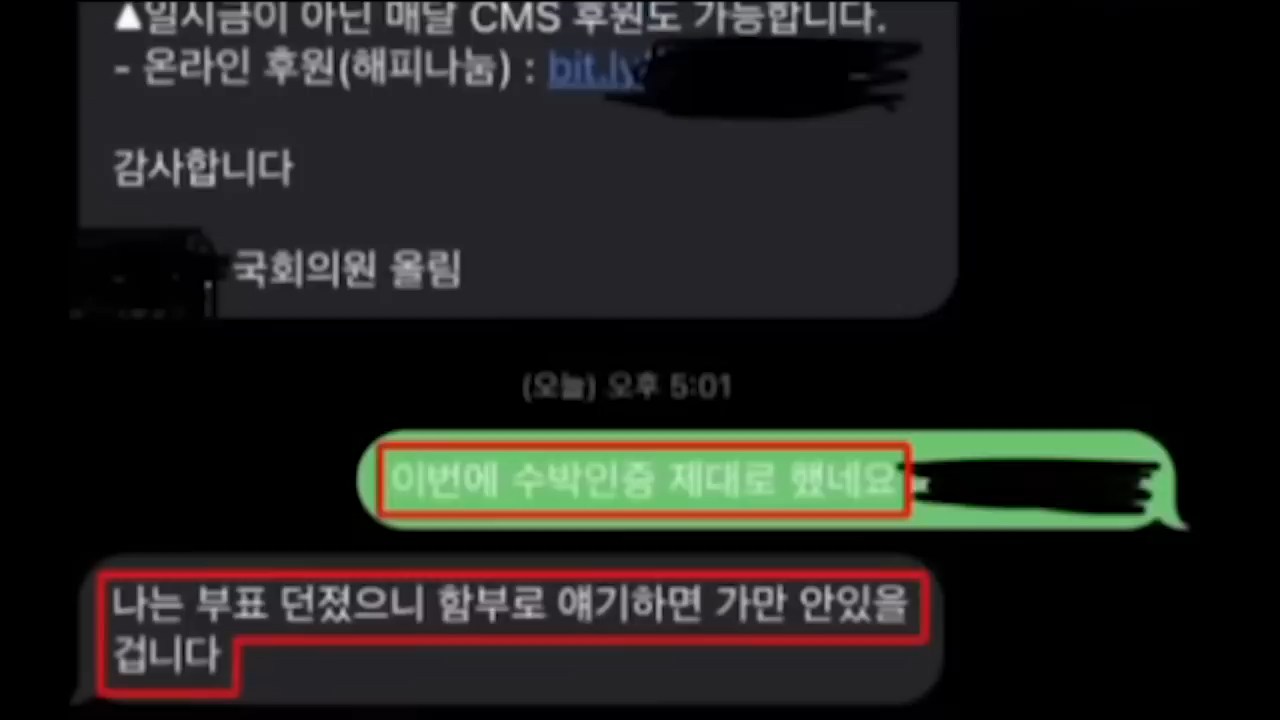 ▲일시금이 아닌 매달 CMS 후원도 가능합니다.
- 온라인 후원(해피나눔) : bit.ly
감사합니다
국회의원 올림
(오늘) 오후 5:01
이번에 수박인증 제대로 했네요
나는 부표 던졌으니 함부로 얘기하면 가만 안있을
겁니다